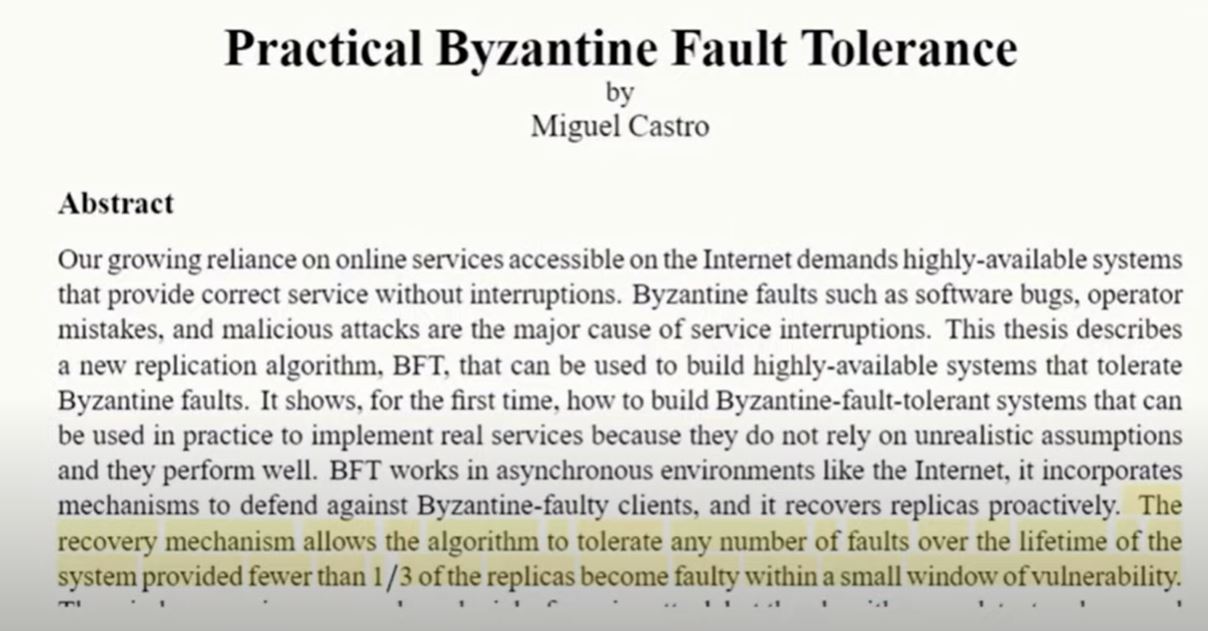 Practical Byzantine Fault Tolerance
by
Miguel Castro
Abstract
Our growing reliance on online services accessible on the Internet demands highly-available systems
that provide correct service without interruptions. Byzantine faults such as software bugs, operator
mistakes, and malicious attacks are the major cause of service interruptions. This thesis describes
a new replication algorithm, BFT, that can be used to build highly-available systems that tolerate
Byzantine faults. It shows, for the first time, how to build Byzantine-fault-tolerant systems that can
be used in practice to implement real services because they do not rely on unrealistic assumptions
and they perform well. BFT works in asynchronous environments like the Internet, it incorporates
mechanisms to defend against Byzantine-faulty clients, and it recovers replicas proactively. The
recovery mechanism allows the algorithm to tolerate any number of faults over the lifetime of the
system provided fewer than 1/3 of the replicas become faulty within a small window of vulnerability.